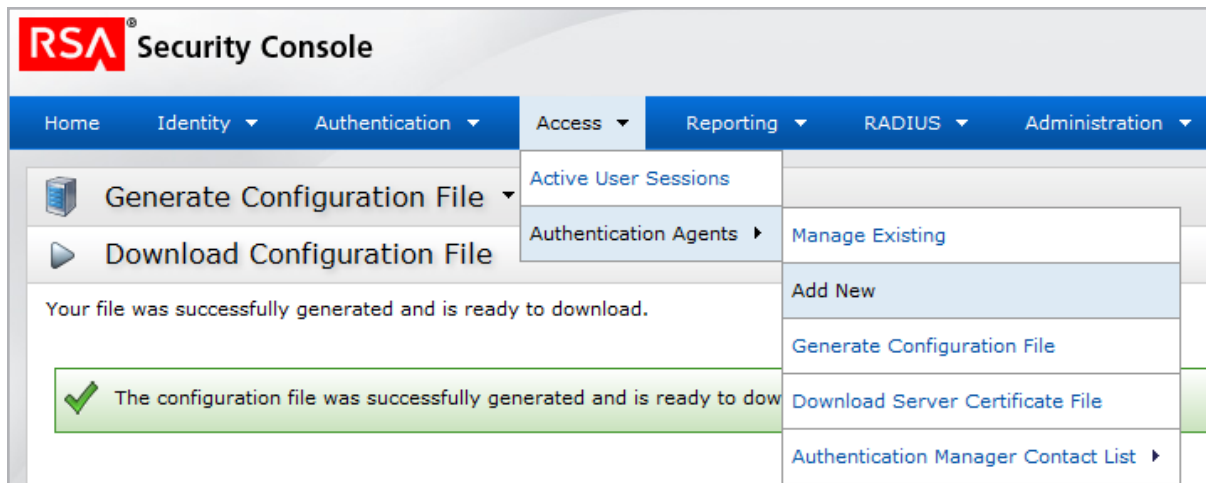 RSA® Security Console
Home Identity Authentication Access Reporting RADIUS Administration
Generate Configuration File
Active User Sessions
Authentication Agents
Manage Existing
Download Configuration File
Add New
Your file was successfully generated and is ready to download.
Generate Configuration File
The configuration file was successfully generated and is ready to dow
Download Server Certificate File
Authentication Manager Contact List